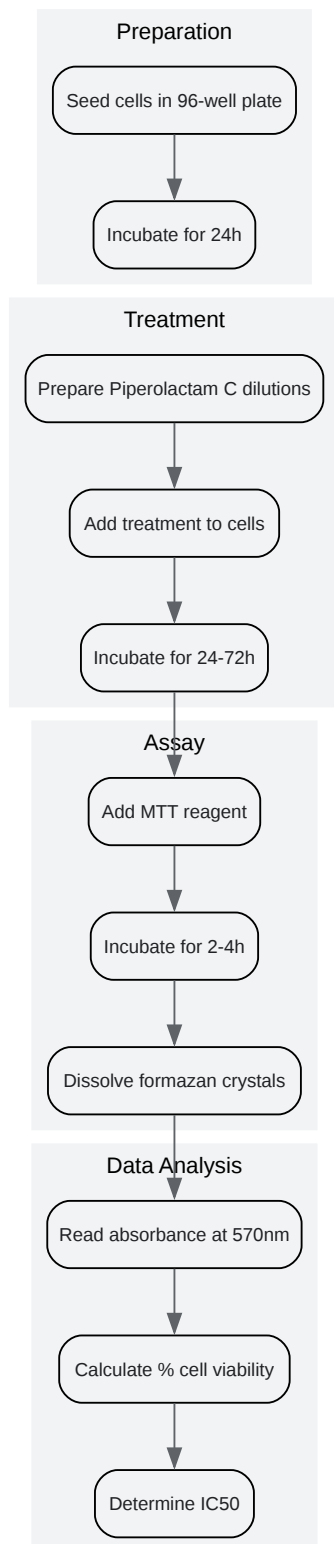 Preparation
Seed cells in 96-well plate
Incubate for 24h
Treatment
Prepare Piperolactam C dilutions
Add treatment to cells
Incubate for 24-72h
Assay
Add MTT reagent
Incubate for 2-4h
Dissolve formazan crystals
Data Analysis
Read absorbance at 570nm
Calculate % cell viability
Determine IC50